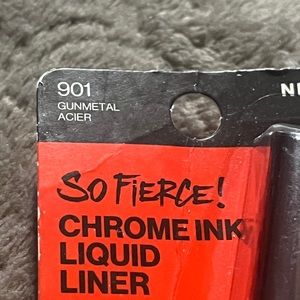 901
GUNMETAL
ACIER
SO FIERCE!
CHROME INK
LIQUID
LINER